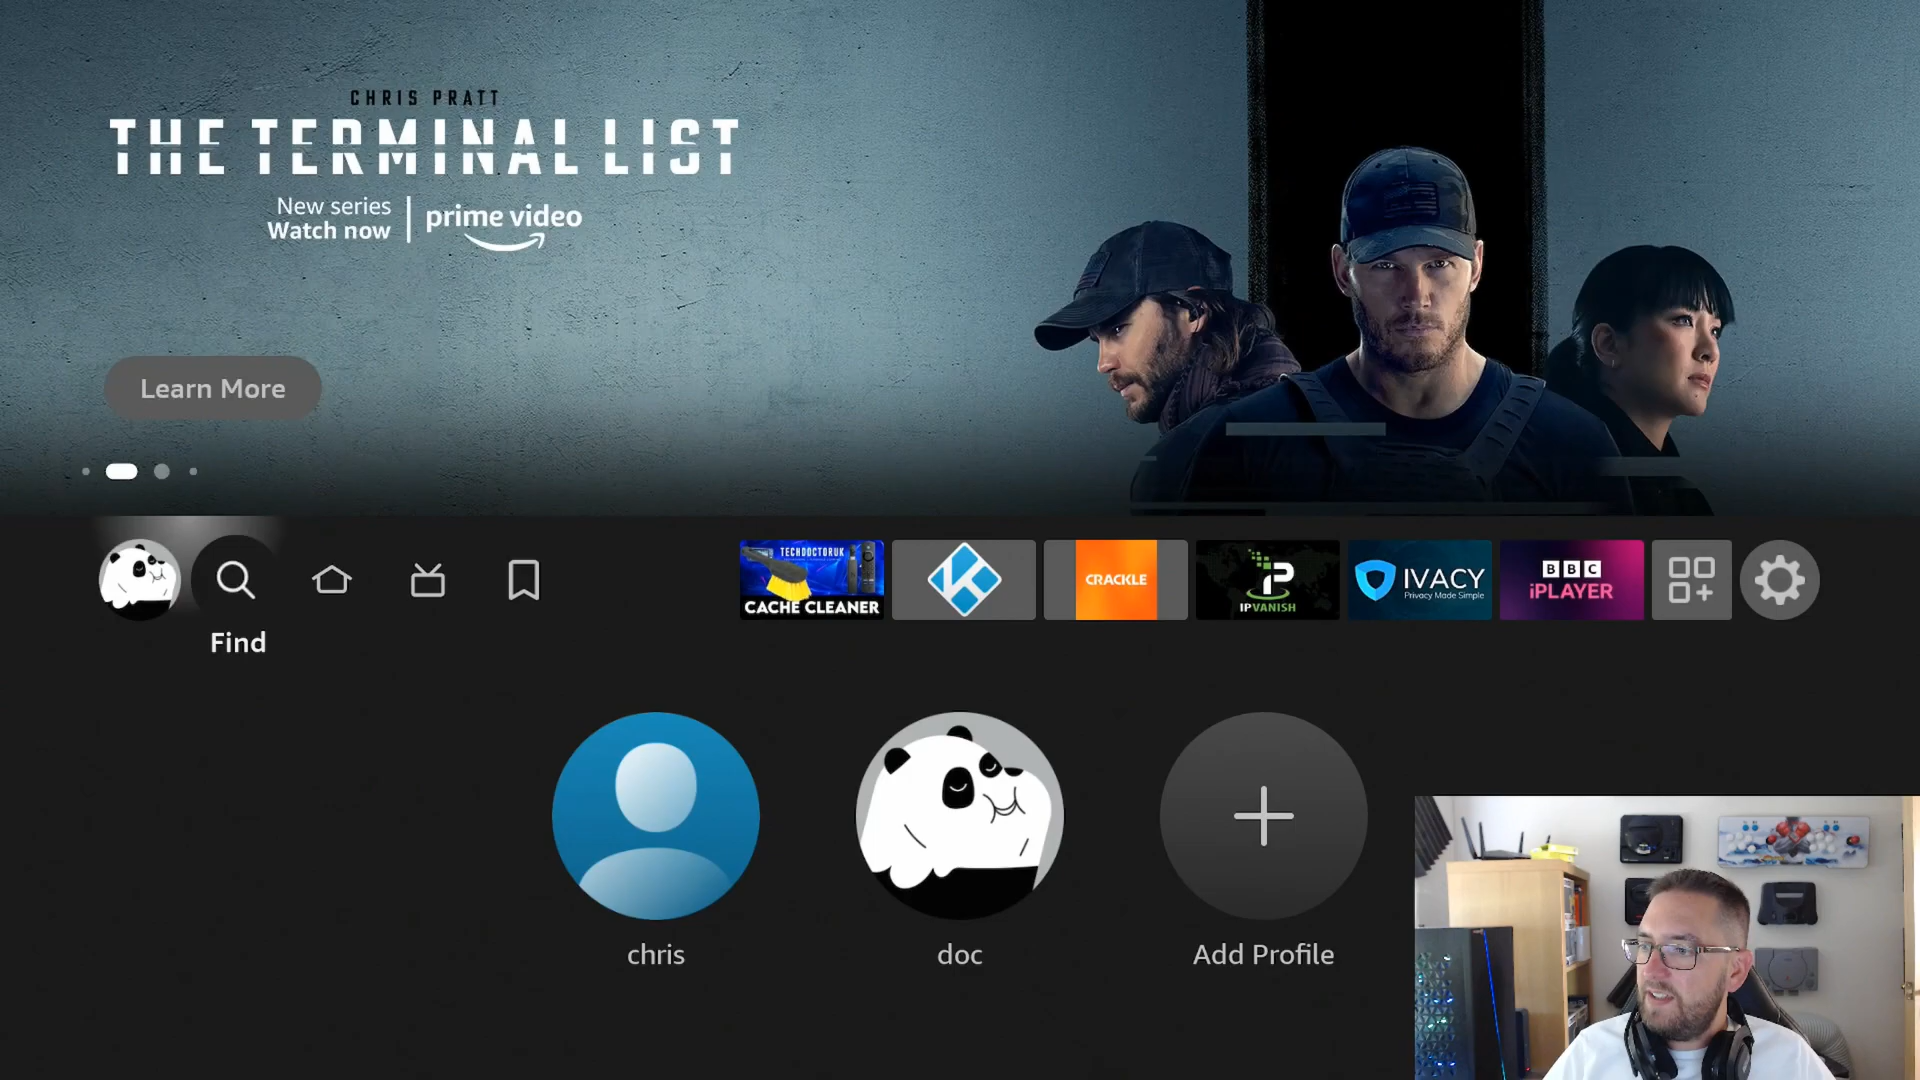 CHRIS PRATT
THE TERMINAL LIST
New series
Watch now
prime video
Learn More
Find
TECHDOCTORUK
CACHE CLEANER
CRACKLE
IPVANISH
IVACY
Privacy Made Simple
BBC
iPLAYER
chris
doc
Add Profile